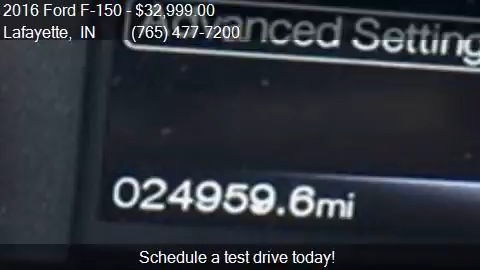 2016 Ford F-150 - $32,999.00
Lafayette, IN (765) 477-7200
Advanced Setting
024959.6mi
Schedule a test drive today!